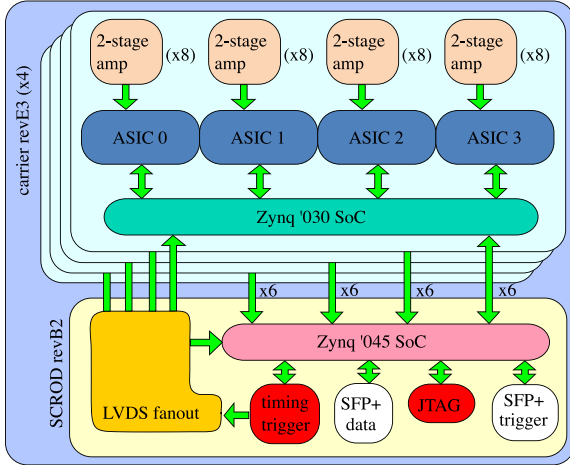 carrier revE3 (x4)
2-stage
amp
(x8)
2-stage
amp
(x8)
2-stage
amp
(x8)
2-stage
amp
(x8)
ASIC 0
ASIC 1
ASIC 2
ASIC 3
Zynq '030 SoC
x6
x6
x6
x6
SCROD revB2
Zynq '045 SoC
LVDS fanout
timing
trigger
SFP+
data
JTAG
SFP+
trigger